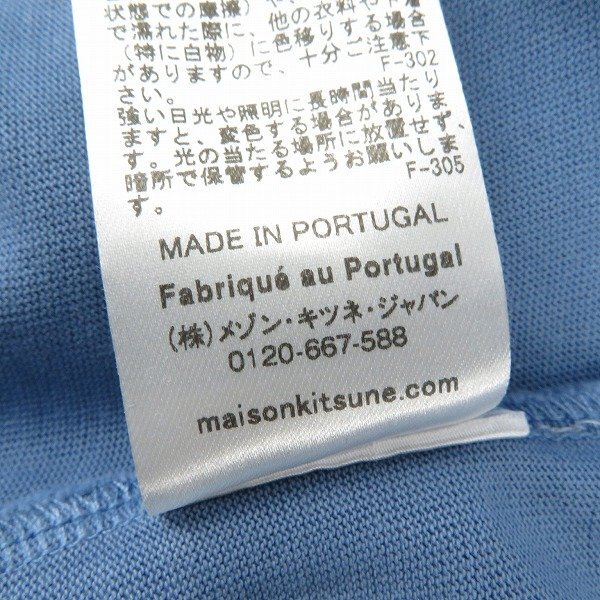 状態での摩擦)や、
で濡れた際に、他の衣料や下着
(特に白物)に色移りする場合
がありますので、十分ご注意下
さい。 F-302
強い日光や照明に長時間当たり
ますと、変色する場合がありま
す。光の当たる場所に放置せず、
暗所で保管するようお願いしま
す。 F-305
MADE IN PORTUGAL
Fabriqué au Portugal
(株)メゾン・キツネ・ジャパン
0120-667-588
maisonkitsune.com